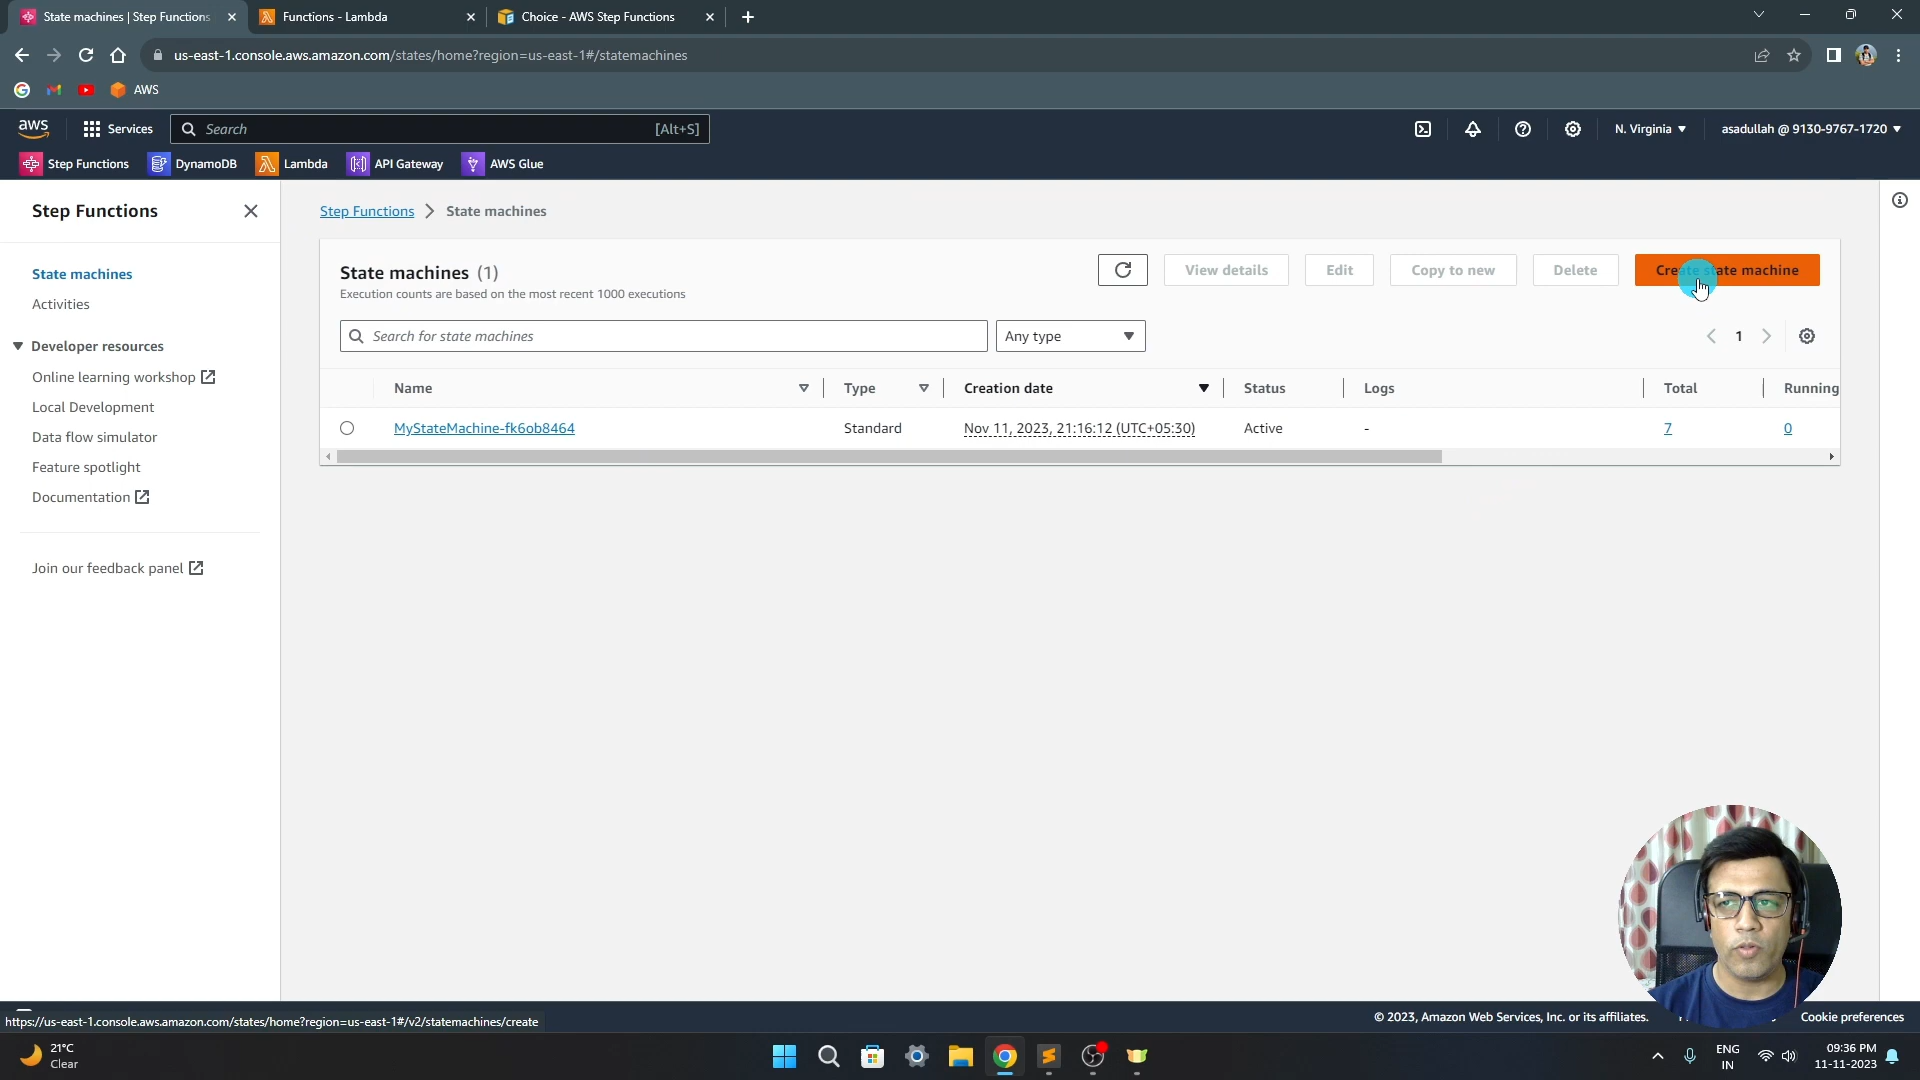 State machines | Step Functions
Functions - Lambda
Choice - AWS Step Functions
us-east-1.console.aws.amazon.com/states/home?region=us-east-1#/statemachines
AWS
aws
Services
Search
[Alt+S]
N. Virginia
asadullah @ 9130-9767-1720
Step Functions
DynamoDB
Lambda
API Gateway
AWS Glue
Step Functions
State machines
Activities
Developer resources
Online learning workshop
Local Development
Data flow simulator
Feature spotlight
Documentation
Join our feedback panel
Step Functions
State machines
State machines (1)
Execution counts are based on the most recent 1000 executions
View details
Edit
Copy to new
Delete
Create state machine
Search for state machines
Any type
1
Name
Type
Creation date
Status
Logs
Total
Running
MyStateMachine-fk6ob8464
Standard
Nov 11, 2023, 21:16:12 (UTC+05:30)
Active
-
7
0
https://us-east-1.console.aws.amazon.com/states/home?region=us-east-1#/v2/statemachines/create
© 2023, Amazon Web Services, Inc. or its affiliates.
Cookie preferences
21°C
Clear
ENG
IN
09:36 PM
11-11-2023